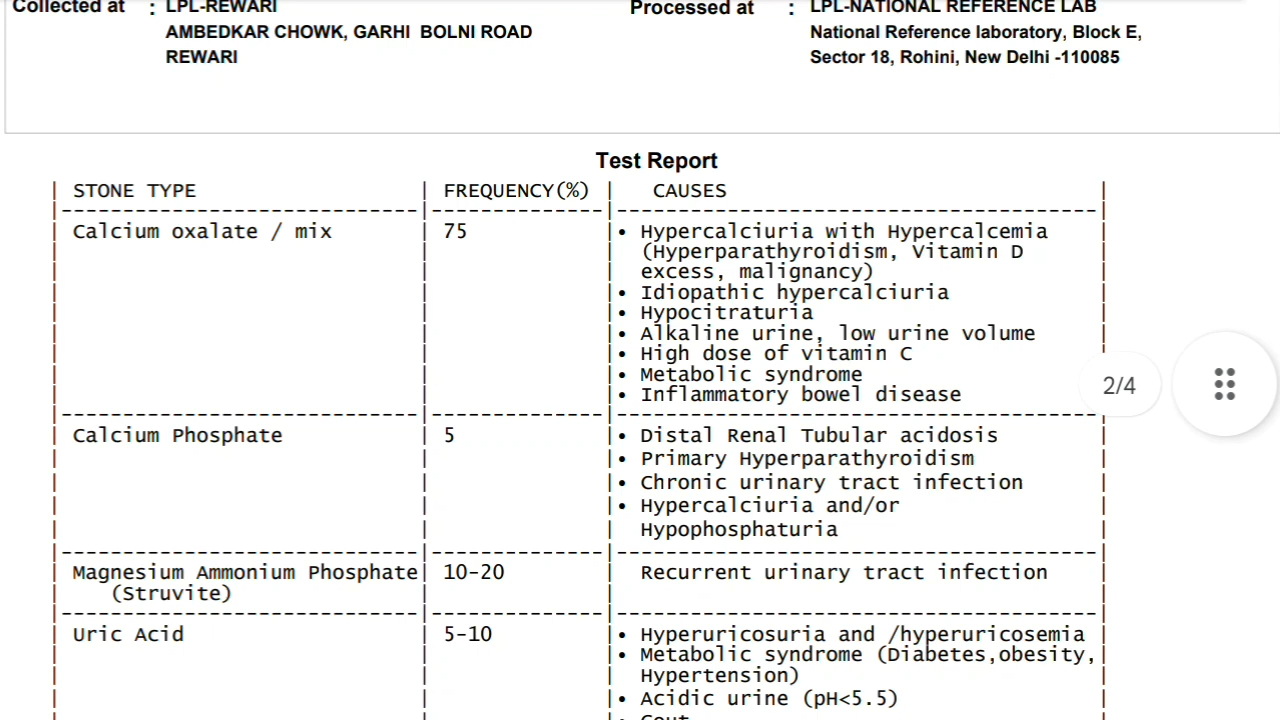 Collected at : LPL-REWARI
AMBEDKAR CHOWK, GARHI BOLNI ROAD
REWARI
Processed at : LPL-NATIONAL REFERENCE LAB
National Reference laboratory, Block E,
Sector 18, Rohini, New Delhi -110085
Test Report
STONE TYPE | FREQUENCY(%) | CAUSES
Calcium oxalate / mix | 75 | • Hypercalciuria with Hypercalcemia
(Hyperparathyroidism, Vitamin D
excess, malignancy)
• Idiopathic hypercalciuria
• Hypocitraturia
• Alkaline urine, low urine volume
• High dose of vitamin C
• Metabolic syndrome
• Inflammatory bowel disease
2/4
Calcium Phosphate | 5 | • Distal Renal Tubular acidosis
• Primary Hyperparathyroidism
• Chronic urinary tract infection
• Hypercalciuria and/or
Hypophosphaturia
Magnesium Ammonium Phosphate | 10-20 | Recurrent urinary tract infection
(Struvite)
Uric Acid | 5-10 | • Hyperuricosuria and /hyperuricosemia
• Metabolic syndrome (Diabetes,obesity,
Hypertension)
• Acidic urine (pH<5.5)
• Gout